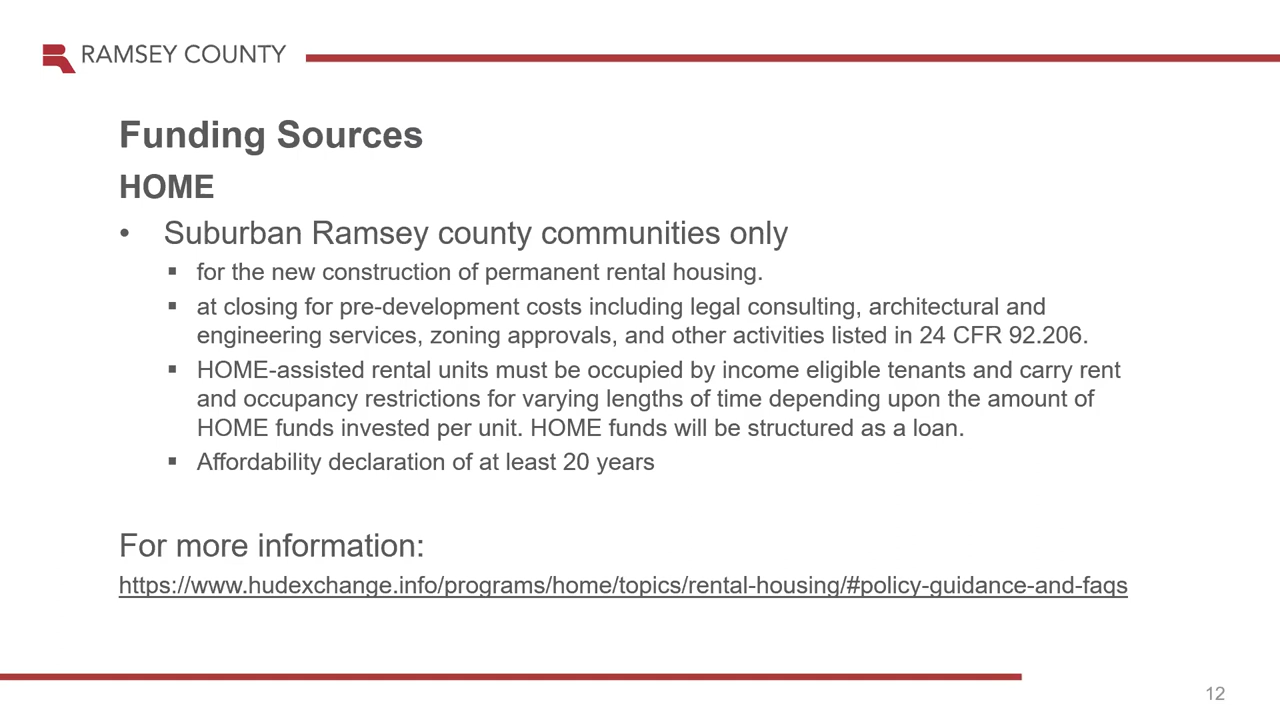 RAMSEY COUNTY
Funding Sources
HOME
• Suburban Ramsey county communities only
▪ for the new construction of permanent rental housing.
▪ at closing for pre-development costs including legal consulting, architectural and
engineering services, zoning approvals, and other activities listed in 24 CFR 92.206.
▪ HOME-assisted rental units must be occupied by income eligible tenants and carry rent
and occupancy restrictions for varying lengths of time depending upon the amount of
HOME funds invested per unit. HOME funds will be structured as a loan.
▪ Affordability declaration of at least 20 years
For more information:
https://www.hudexchange.info/programs/home/topics/rental-housing/#policy-guidance-and-faqs
12